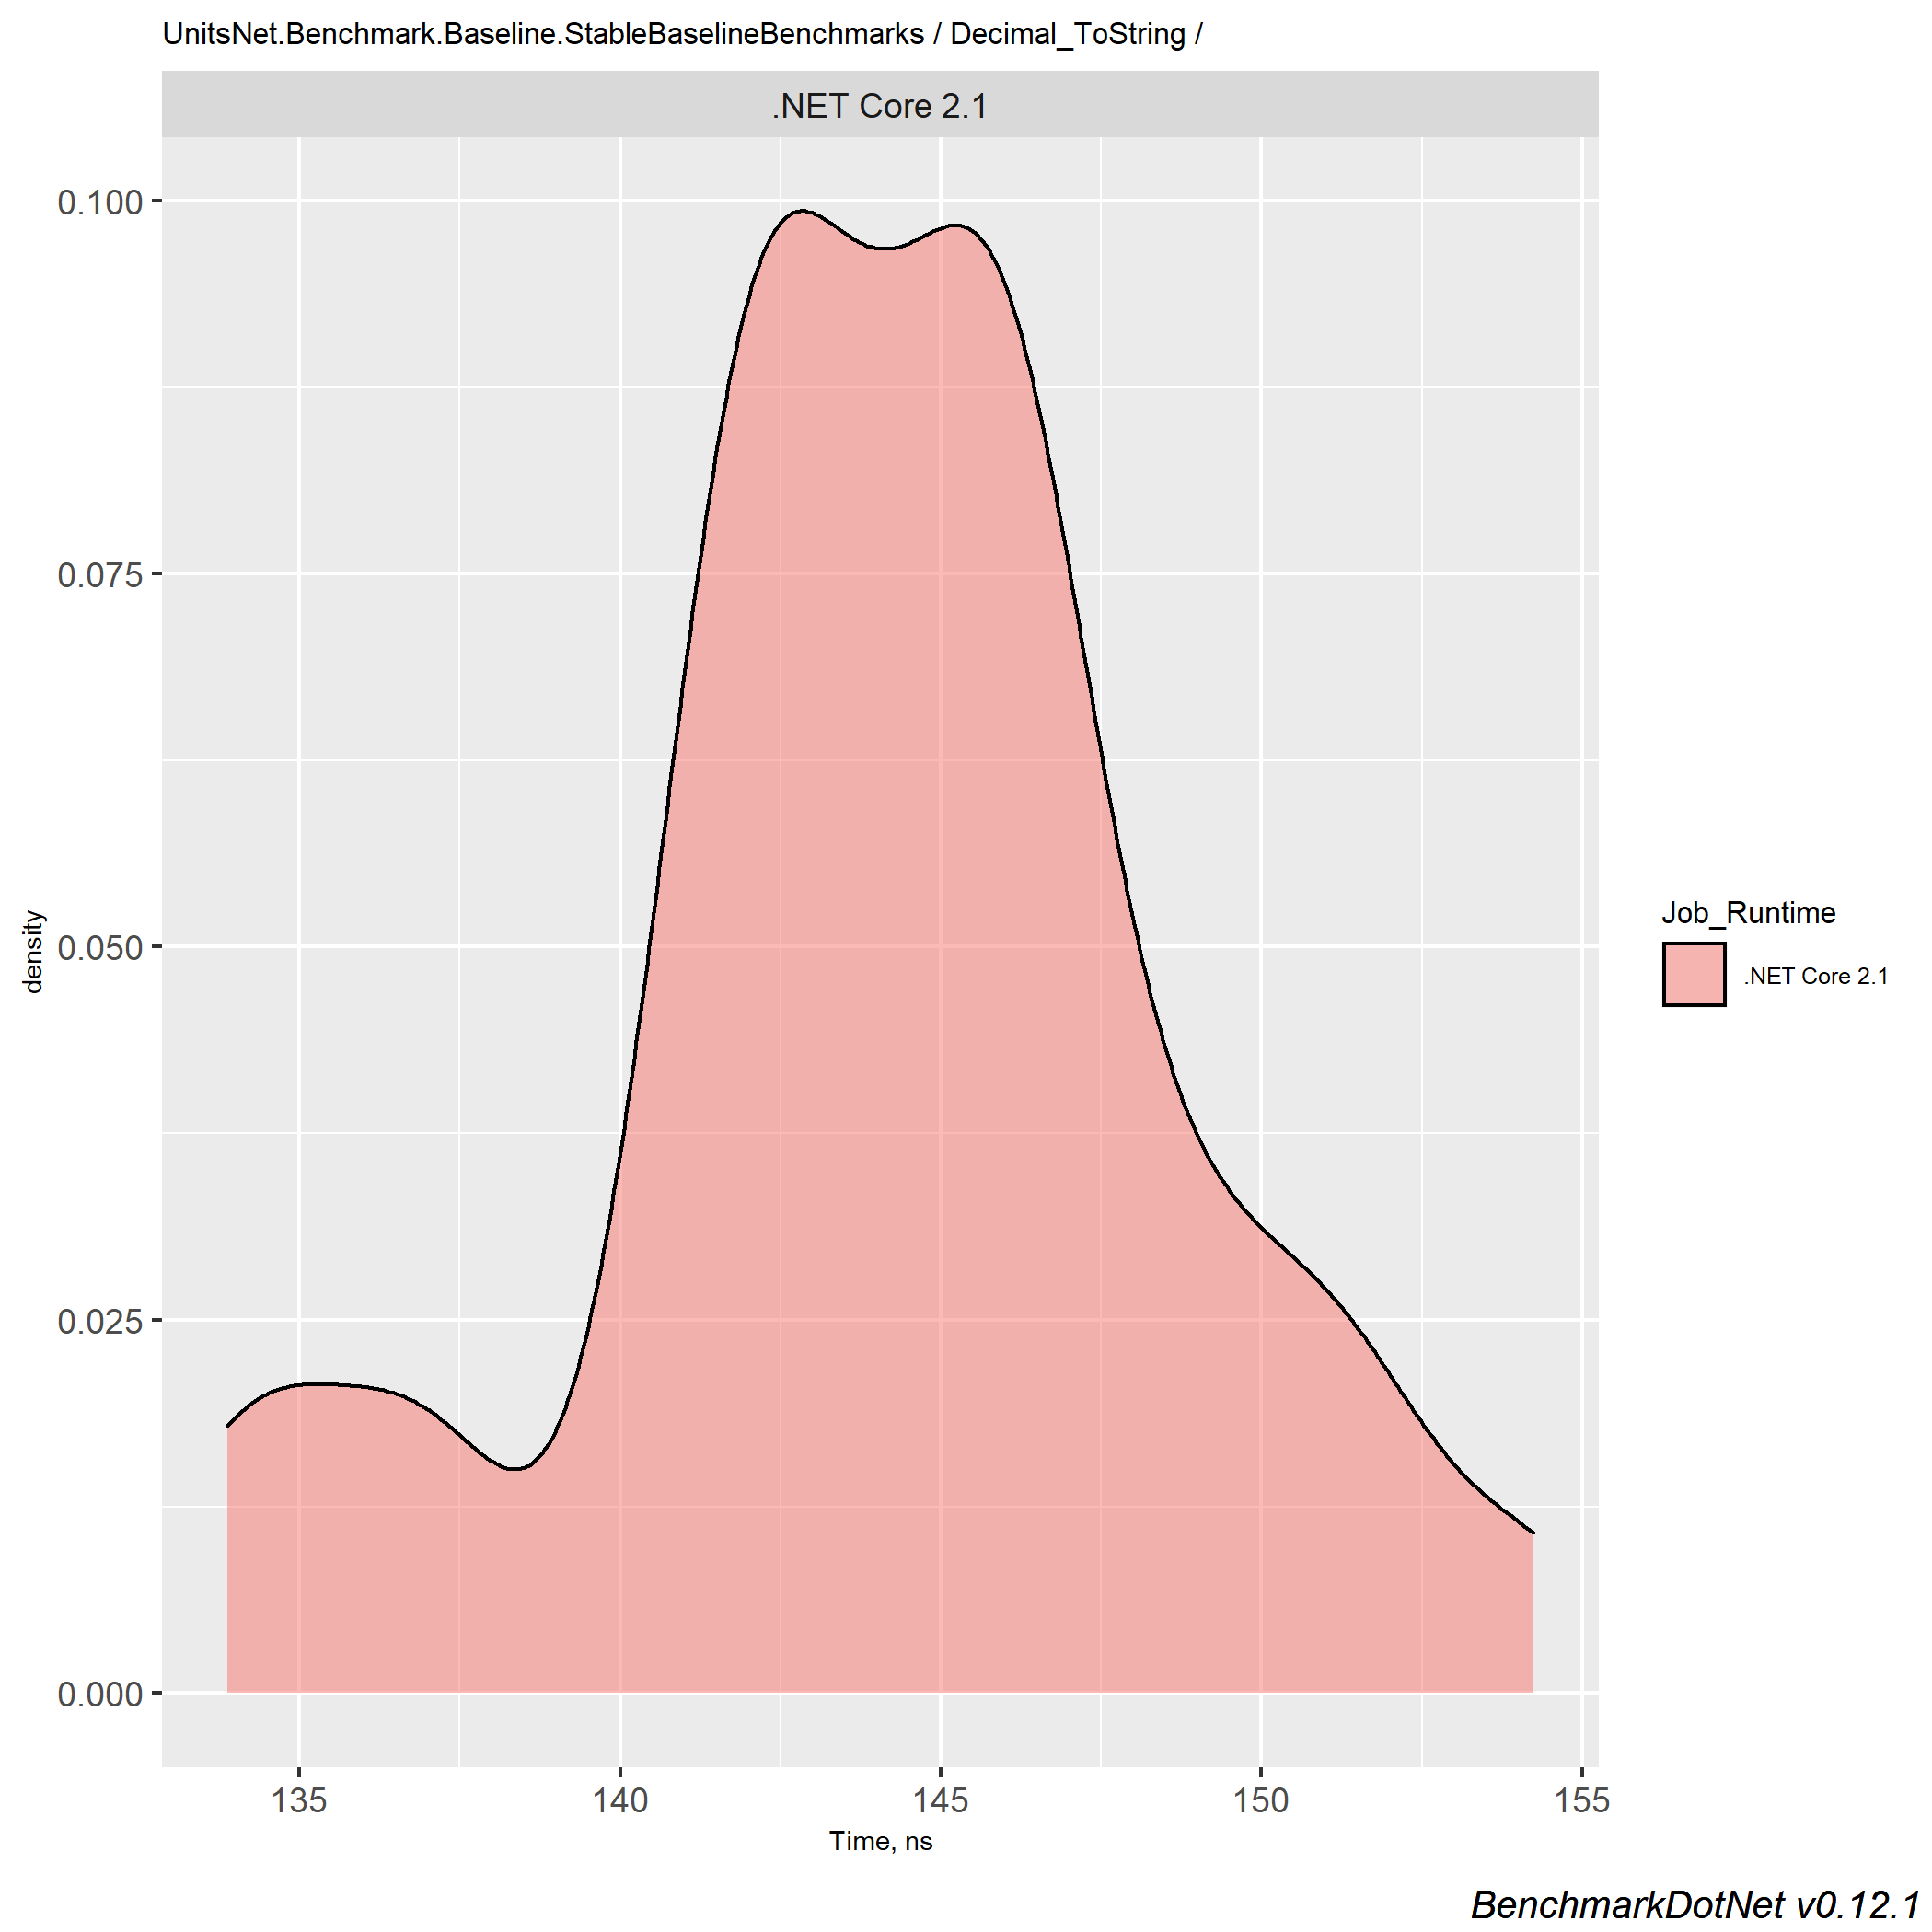 UnitsNet.Benchmark.Baseline.StableBaselineBenchmarks / Decimal_ToString /
.NET Core 2.1
0.100
0.075
0.050
0.025
0.000
density
135 140 145 150 155
Time, ns
Job_Runtime
.NET Core 2.1
BenchmarkDotNet v0.12.1